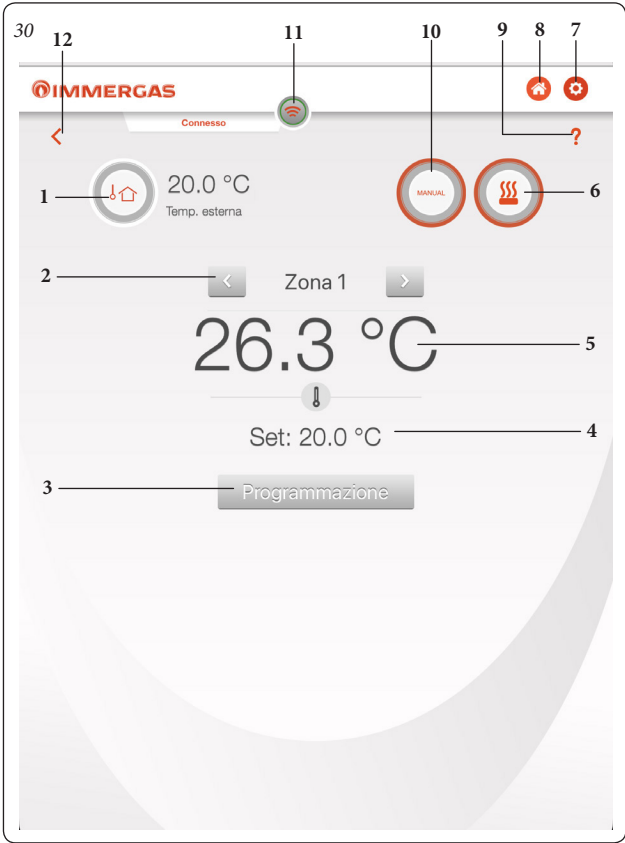 30
12 11 10 9 8 7
IMMERGAS
Connesso
?
1 20.0 °C MANUAL 6
Temp. esterna
2 < Zona 1 >
26.3 °C 5
Set: 20.0 °C 4
3 Programmazione